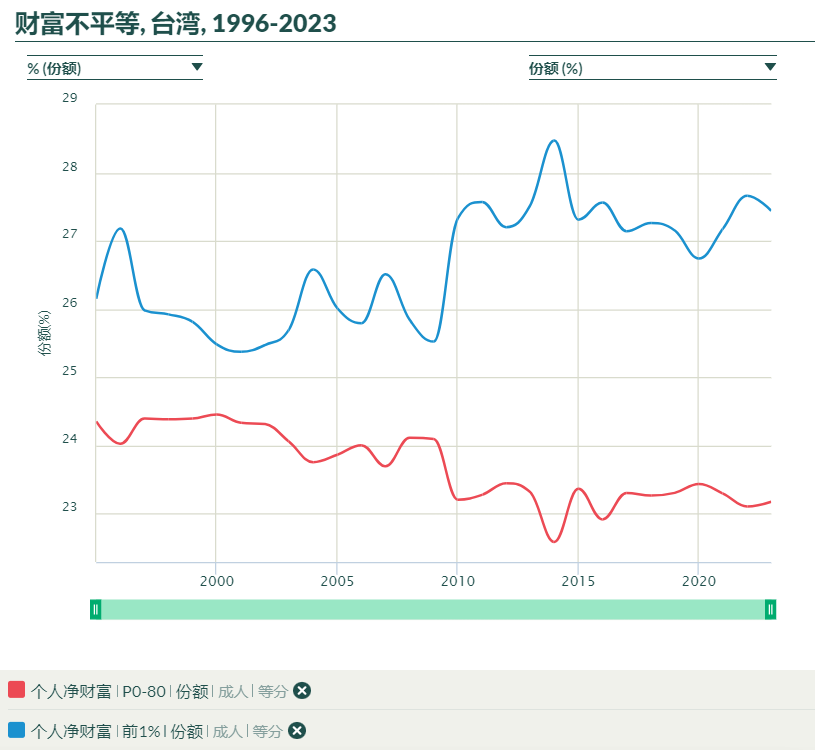 财富不平等, 台湾, 1996-2023
% (份额)
份额 (%)
29
28
27
26
25
24
23
份额(%)
2000 2005 2010 2015 2020
个人净财富 | P0-80 | 份额 | 成人 | 等分
个人净财富 | 前1% | 份额 | 成人 | 等分